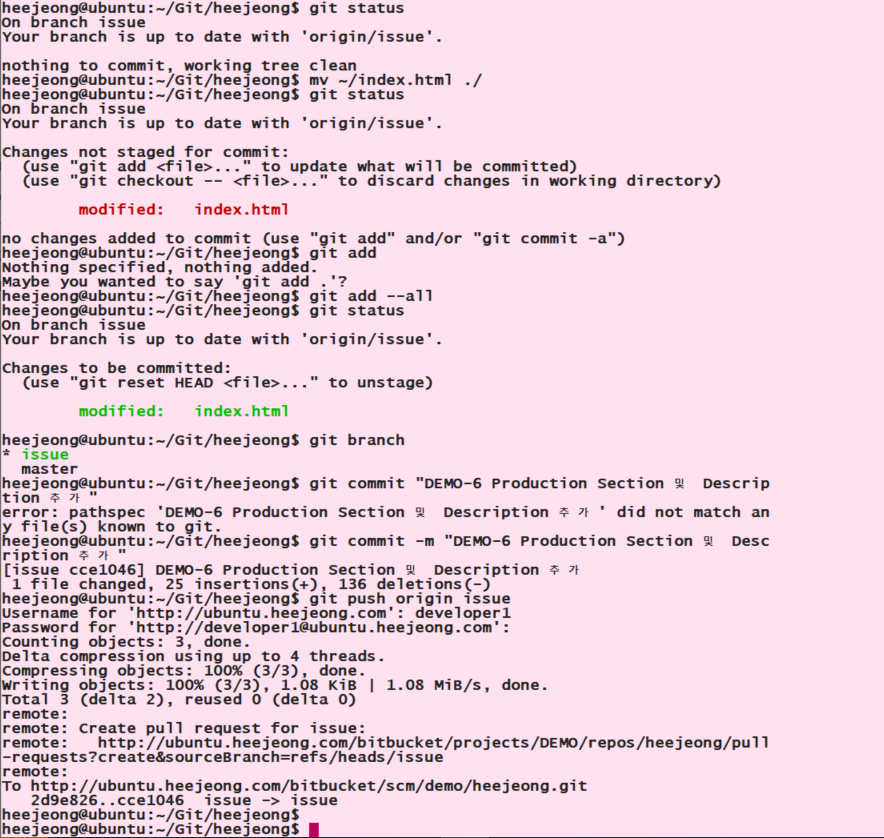 heejeong@ubuntu:~/Git/heejeong$ git status
On branch issue
Your branch is up to date with 'origin/issue'.
nothing to commit, working tree clean
heejeong@ubuntu:~/Git/heejeong$ mv ~/index.html ./
heejeong@ubuntu:~/Git/heejeong$ git status
On branch issue
Your branch is up to date with 'origin/issue'.
Changes not staged for commit:
  (use "git add <file>..." to update what will be committed)
  (use "git checkout -- <file>..." to discard changes in working directory)
        modified:   index.html
no changes added to commit (use "git add" and/or "git commit -a")
heejeong@ubuntu:~/Git/heejeong$ git add
Nothing specified, nothing added.
Maybe you wanted to say 'git add .'?
heejeong@ubuntu:~/Git/heejeong$ git add --all
heejeong@ubuntu:~/Git/heejeong$ git status
On branch issue
Your branch is up to date with 'origin/issue'.
Changes to be committed:
  (use "git reset HEAD <file>..." to unstage)
        modified:   index.html
heejeong@ubuntu:~/Git/heejeong$ git branch
* issue
  master
heejeong@ubuntu:~/Git/heejeong$ git commit "DEMO-6 Production Section 및 Descrip
tion 추가"
error: pathspec 'DEMO-6 Production Section 및 Description 추가' did not match an
y file(s) known to git.
heejeong@ubuntu:~/Git/heejeong$ git commit -m "DEMO-6 Production Section 및 Desc
ription 추가"
[issue cce1046] DEMO-6 Production Section 및 Description 추가
 1 file changed, 25 insertions(+), 136 deletions(-)
heejeong@ubuntu:~/Git/heejeong$ git push origin issue
Username for 'http://ubuntu.heejeong.com': developer1
Password for 'http://developer1@ubuntu.heejeong.com':
Counting objects: 3, done.
Delta compression using up to 4 threads.
Compressing objects: 100% (3/3), done.
Writing objects: 100% (3/3), 1.08 KiB | 1.08 MiB/s, done.
Total 3 (delta 2), reused 0 (delta 0)
remote:
remote: Create pull request for issue:
remote:   http://ubuntu.heejeong.com/bitbucket/projects/DEMO/repos/heejeong/pull
-requests?create&sourceBranch=refs/heads/issue
remote:
To http://ubuntu.heejeong.com/bitbucket/scm/demo/heejeong.git
   2d9e826..cce1046  issue -> issue
heejeong@ubuntu:~/Git/heejeong$
heejeong@ubuntu:~/Git/heejeong$